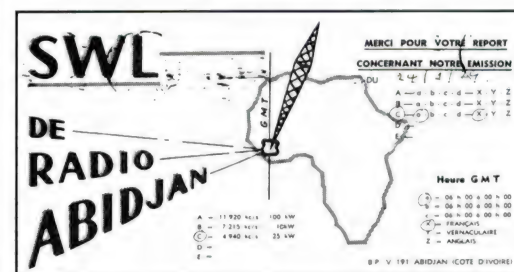 SWL
DE
RADIO
ABIDJAN
GMT
MERCI POUR VOTRE REPORT
CONCERNANT NOTRE EMISSION
DU
A — a b c d — X Y Z
B — a b c d — X Y Z
C — a b c d — X Y Z
D
E
Heure GMT
a - 06 h 00 à 00 h 00
b - 06 h 00 à 00 h 00
c - 06 h 00 à 00 h 00
X - FRANÇAIS
Y - VERNACULAIRE
Z - ANGLAIS
A - 11.920 kc/s 100 kW
B - 7.215 kc/s 10kW
C - 4.940 kc/s 25 kW
D -
E -
B P V 191 ABIDJAN (COTE D'IVOIRE)